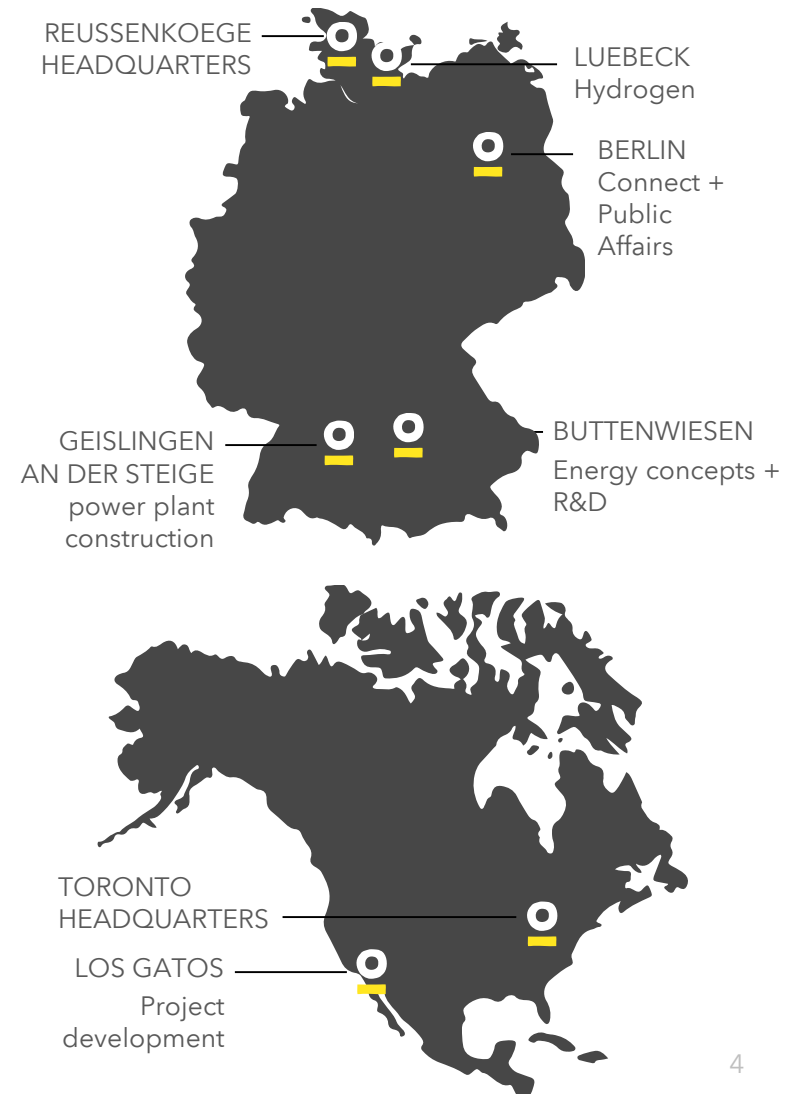 REUSSENKOEGE
HEADQUARTERS
LUEBECK
Hydrogen
BERLIN
Connect +
Public
Affairs
GEISLINGEN
AN DER STEIGE
power plant
construction
BUTTENWIESEN
Energy concepts +
R&D
TORONTO
HEADQUARTERS
LOS GATOS
Project
development
4